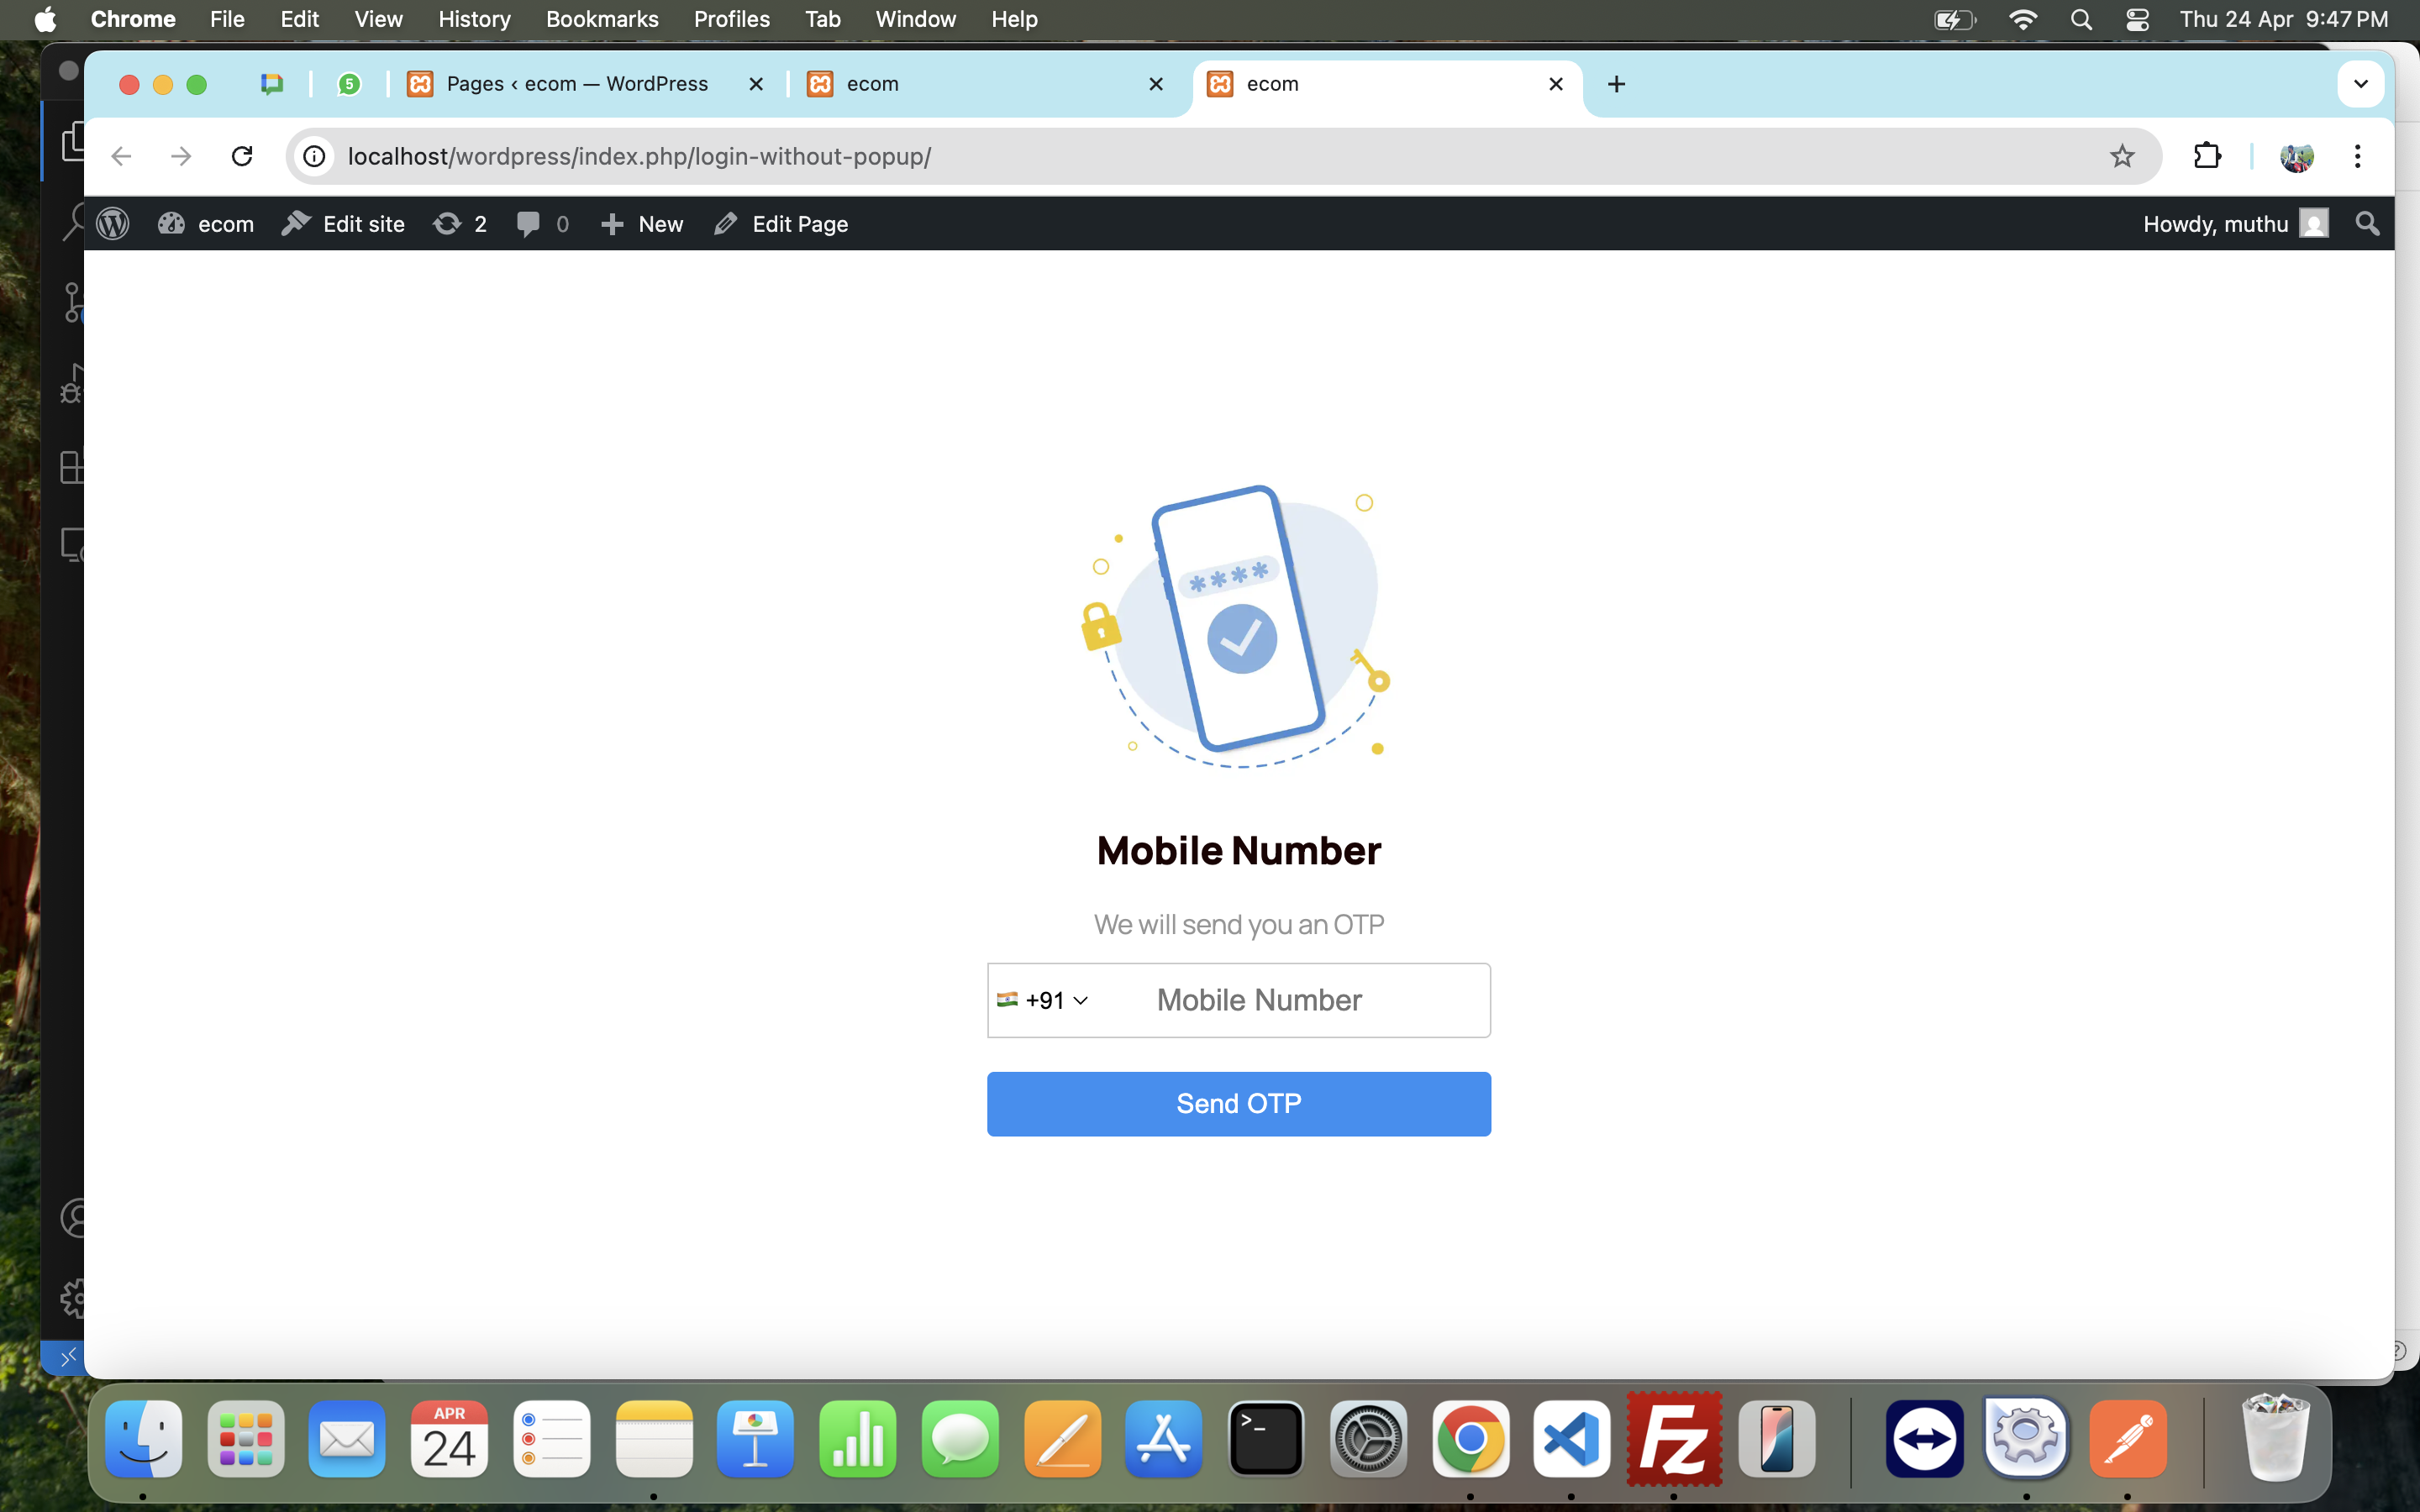 Chrome File Edit View History Bookmarks Profiles Tab Window Help Thu 24 Apr 9:47 PM
5 Pages ‹ ecom — WordPress ecom ecom
localhost/wordpress/index.php/login-without-popup/
ecom Edit site 2 0 New Edit Page Howdy, muthu
****
Mobile Number
We will send you an OTP
+91 Mobile Number
Send OTP
APR
24
>_
Fz